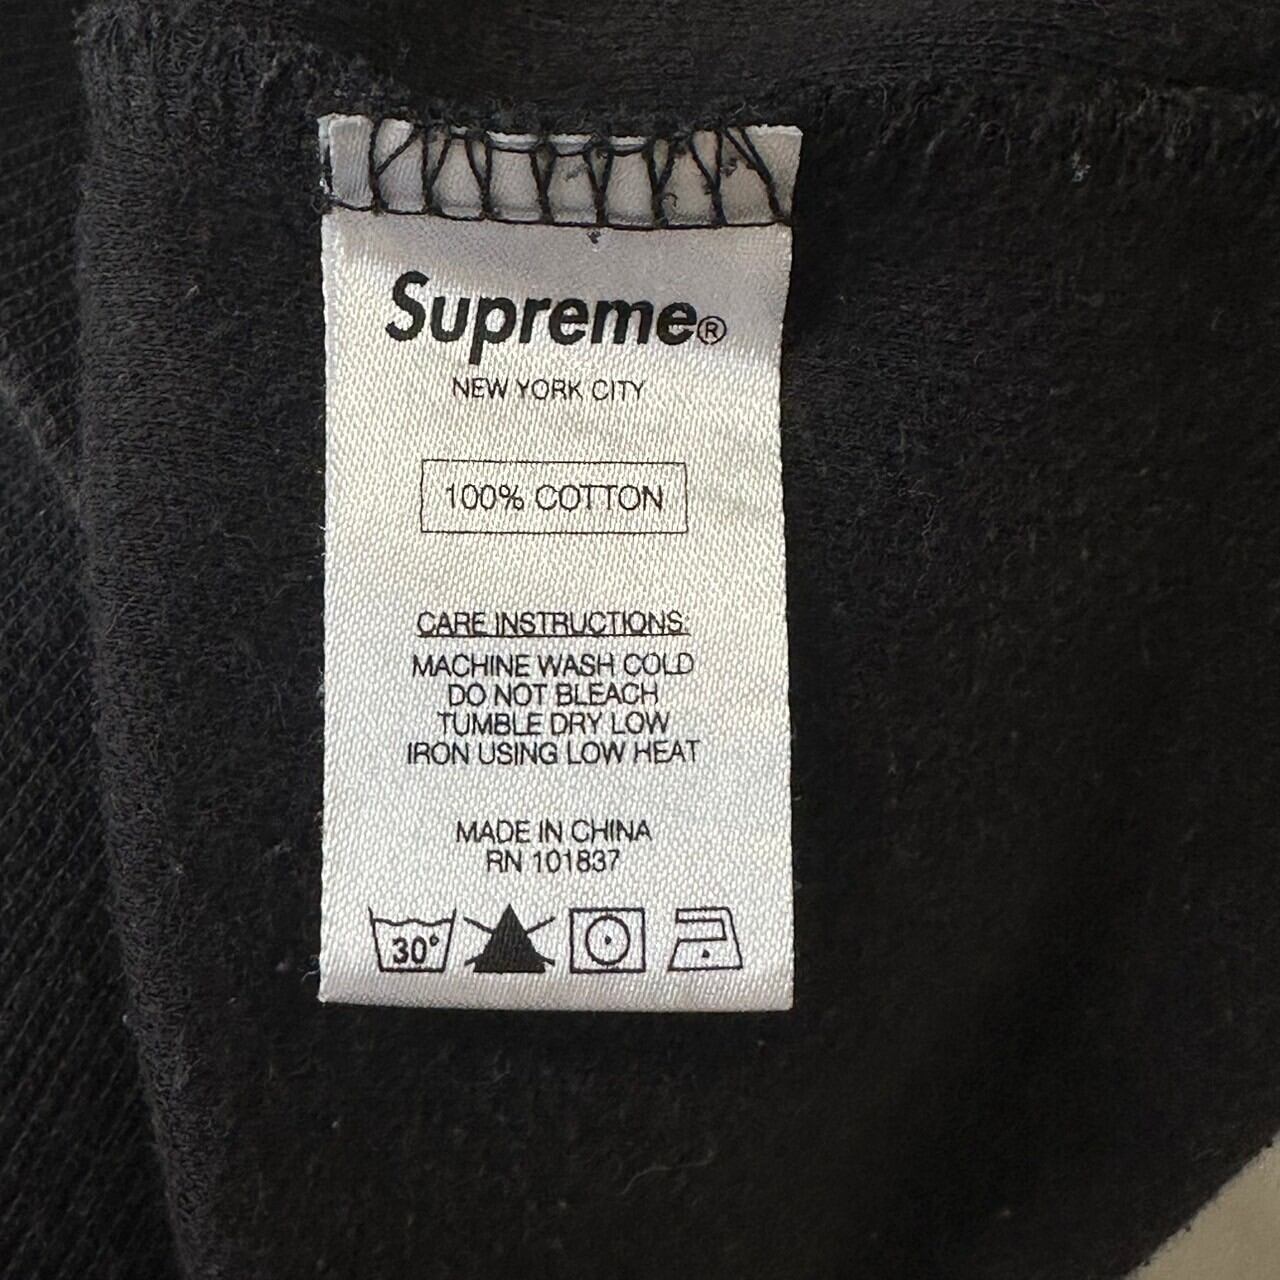 Supreme®
NEW YORK CITY
100% COTTON
CARE INSTRUCTIONS:
MACHINE WASH COLD
DO NOT BLEACH
TUMBLE DRY LOW
IRON USING LOW HEAT
MADE IN CHINA
RN 101837
30°